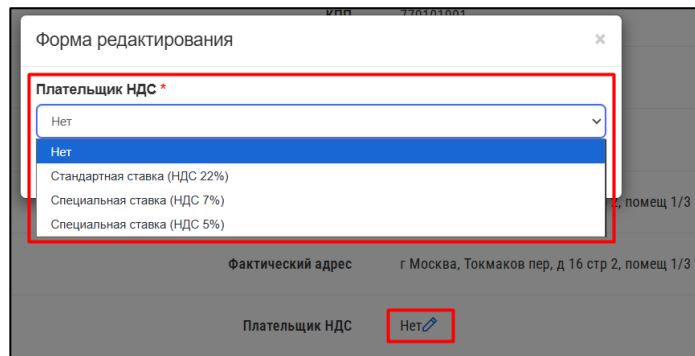 КПП 770101001
Форма редактирования ×
Плательщик НДС *
Нет
Нет
Стандартная ставка (НДС 22%)
Специальная ставка (НДС 7%)
Специальная ставка (НДС 5%)
2, помещ 1/3
Фактический адрес г Москва, Токмаков пер, д 16 стр 2, помещ 1/3
Плательщик НДС Нет